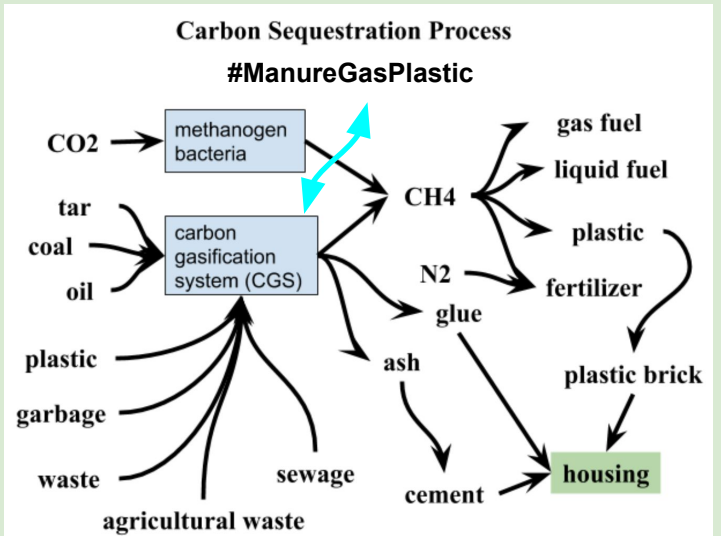 Carbon Sequestration Process
#ManureGasPlastic
CO2
methanogen
bacteria
gas fuel
liquid fuel
CH4
tar
coal
oil
carbon
gasification
system (CGS)
plastic
N2
fertilizer
glue
plastic
garbage
waste
agricultural waste
sewage
ash
cement
plastic brick
housing